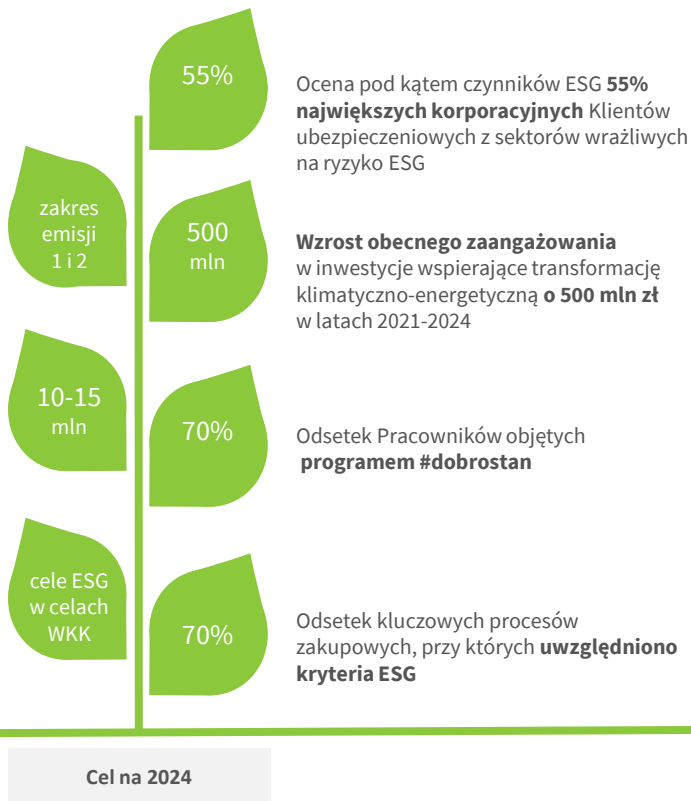 55%
Ocena pod kątem czynników ESG 55%
największych korporacyjnych Klientów
ubezpieczeniowych z sektorów wrażliwych
na ryzyko ESG
zakres
emisji
1 i 2
500
mln
Wzrost obecnego zaangażowania
w inwestycje wspierające transformację
klimatyczno-energetyczną o 500 mln zł
w latach 2021-2024
10-15
mln
70%
Odsetek Pracowników objętych
programem #dobrostan
cele ESG
w celach
WKK
70%
Odsetek kluczowych procesów
zakupowych, przy których uwzględniono
kryteria ESG
Cel na 2024